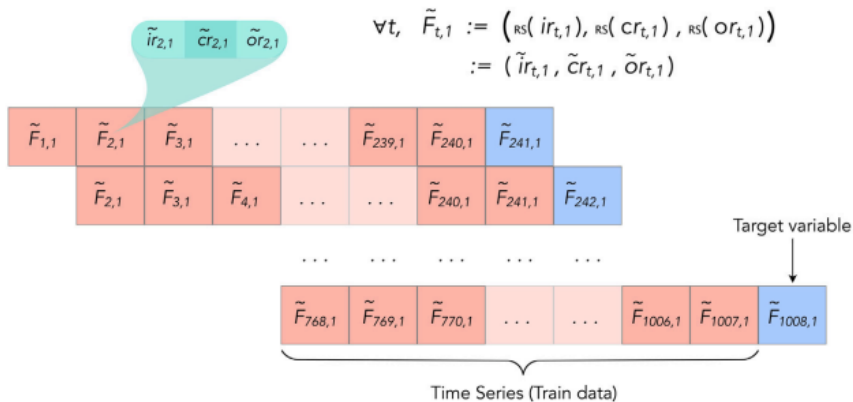 ∀t, F̃t,1 := (RS(irt,1), RS(crt,1), RS(ort,1))
:= (ĩrt,1, c̃rt,1, õrt,1)
ĩr2,1 c̃r2,1 õr2,1
F̃1,1 F̃2,1 F̃3,1 ... ... F̃239,1 F̃240,1 F̃241,1
F̃2,1 F̃3,1 F̃4,1 ... ... F̃240,1 F̃241,1 F̃242,1
Target variable
... ... ... ... ...
F̃768,1 F̃769,1 F̃770,1 ... ... F̃1006,1 F̃1007,1 F̃1008,1
Time Series (Train data)